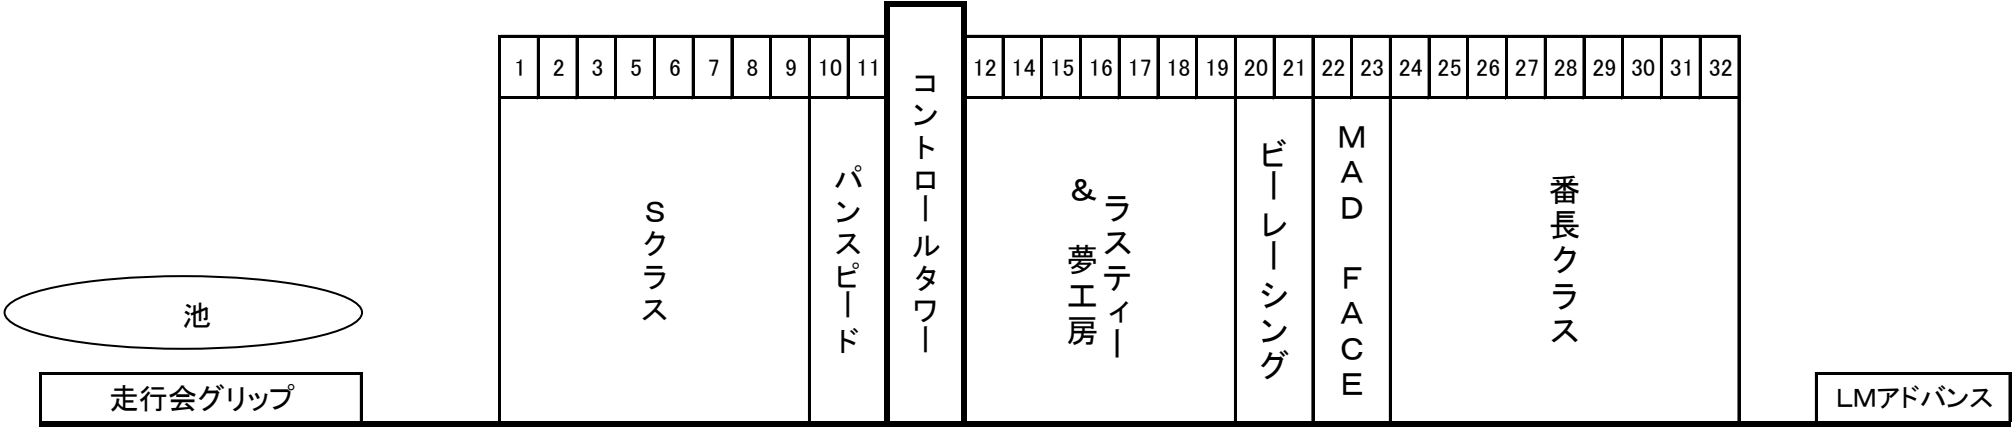 1 2 3 5 6 7 8 9 10 11 12 14 15 16 17 18 19 20 21 22 23 24 25 26 27 28 29 30 31 32
Sクラス
パンスピード
コントロールタワー
ラスティー
& 夢工房
ビーレーシング
MAD FACE
番長クラス
池
走行会グリップ
LMアドバンス